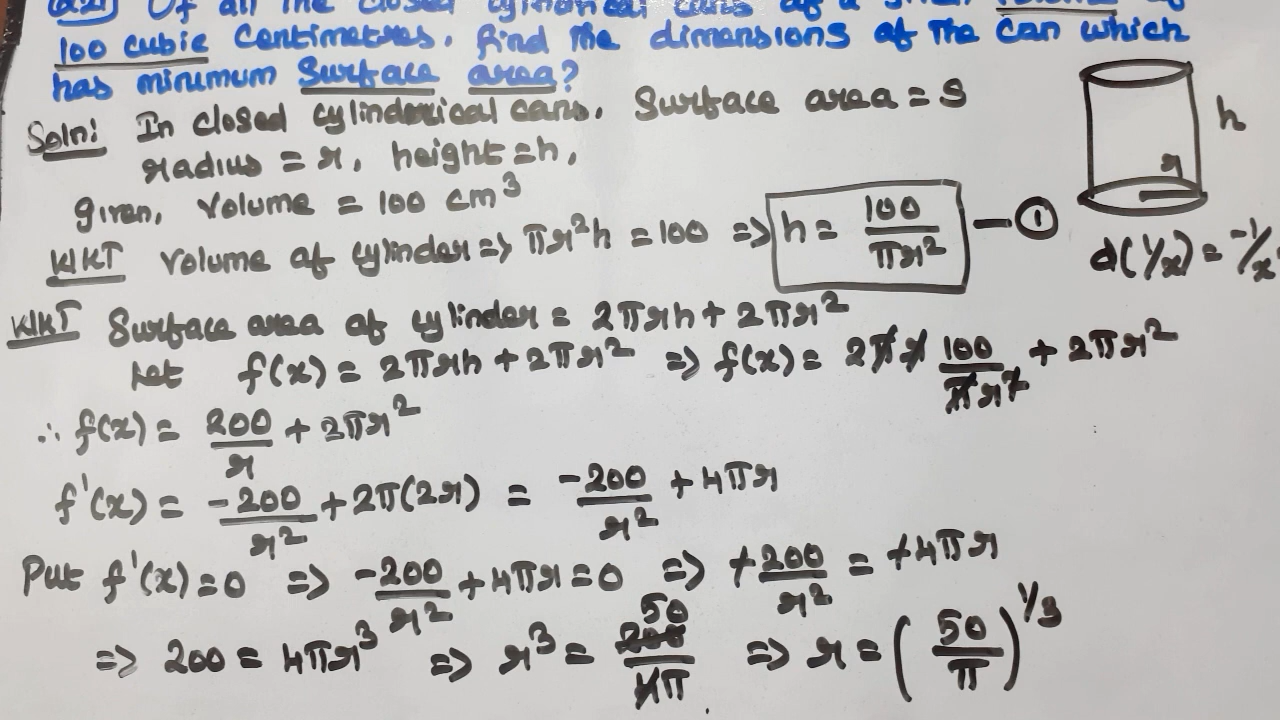 Of all the closed cylindrical cans of a
100 cubic centimetres, find the dimensions of the can which
has minimum surface area?
Soln: In closed cylinderical cans, Surface area = S
radius = r, height = h,
given, volume = 100 cm³
WKT volume of cylinder ⇒ πr²h = 100 ⇒ h = 100/πr² — ①
h
r
d(1/x) = -1/x
WKT Surface area of cylinder = 2πrh + 2πr²
Let f(x) = 2πrh + 2πr² ⇒ f(x) = 2πr 100/πr² + 2πr²
∴ f(x) = 200/r + 2πr²
f'(x) = -200/r² + 2π(2r) = -200/r² + 4πr
Put f'(x) = 0 ⇒ -200/r² + 4πr = 0 ⇒ +200/r² = +4πr
⇒ 200 = 4πr³ ⇒ r³ = 50 200/4π ⇒ r = (50/π)^1/3